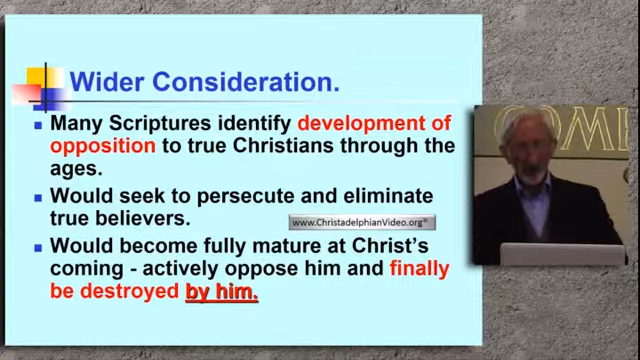 Wider Consideration.
Many Scriptures identify development of
opposition to true Christians through the
ages.
Would seek to persecute and eliminate
true believers.
www.ChristadelphianVideo.org®
Would become fully mature at Christ's
coming - actively oppose him and finally
be destroyed by him.
COME